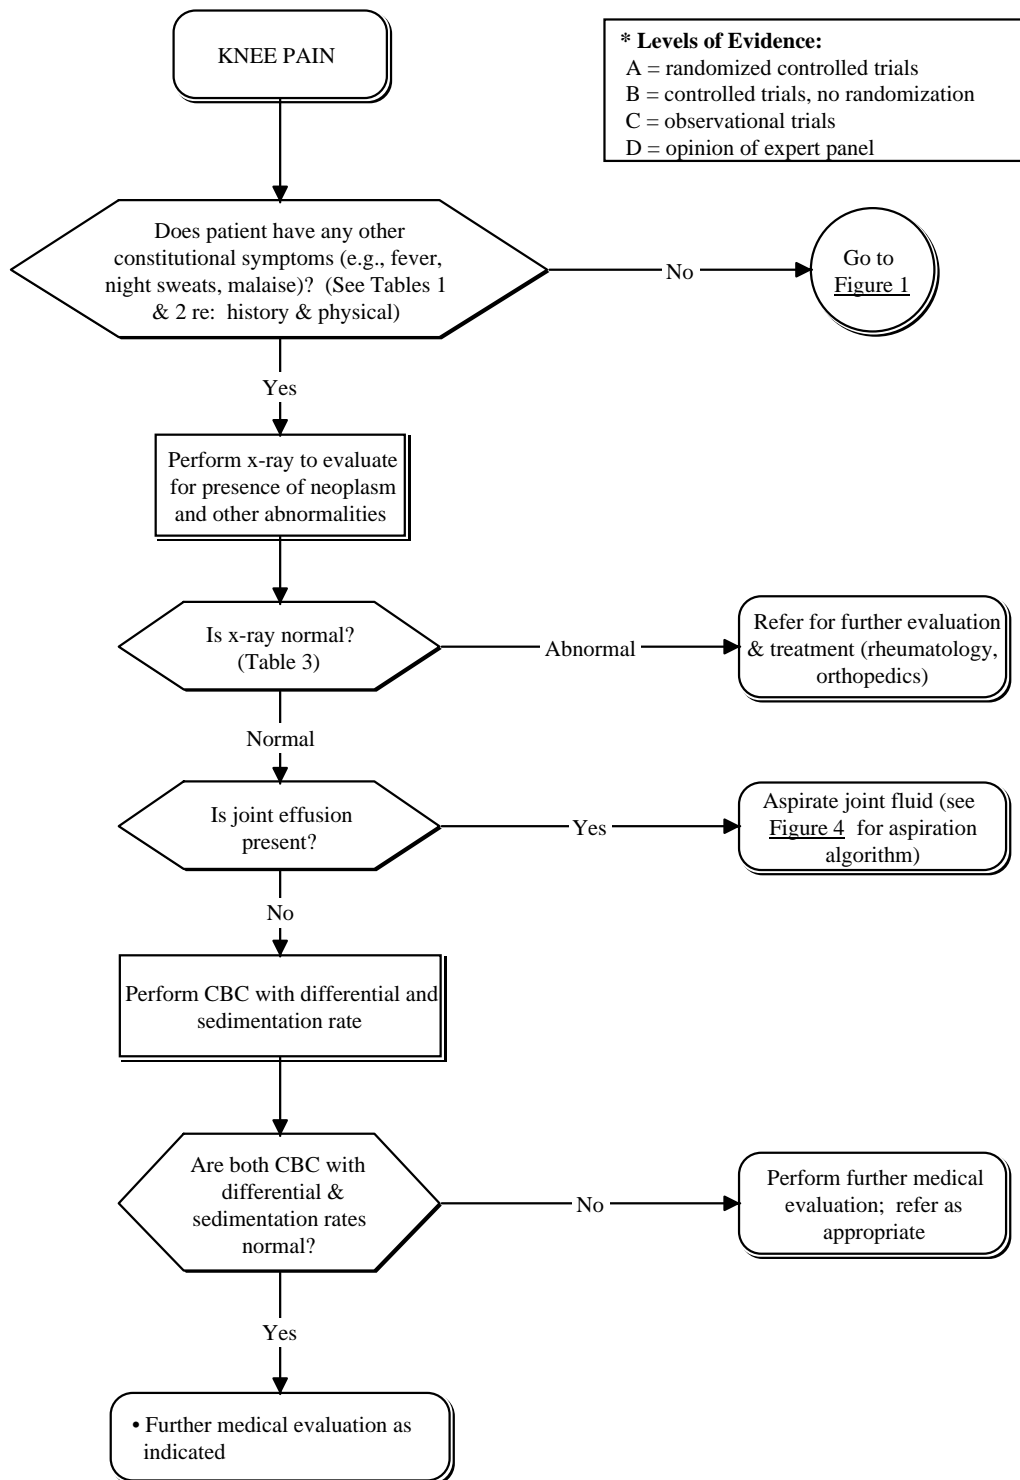 KNEE PAIN
* Levels of Evidence:
A = randomized controlled trials
B = controlled trials, no randomization
C = observational trials
D = opinion of expert panel
Does patient have any other
constitutional symptoms (e.g., fever,
night sweats, malaise)? (See Tables 1
& 2 re: history & physical)
No
Go to
Figure 1
Yes
Perform x-ray to evaluate
for presence of neoplasm
and other abnormalities
Is x-ray normal?
(Table 3)
Abnormal
Refer for further evaluation
& treatment (rheumatology,
orthopedics)
Normal
Is joint effusion
present?
Yes
Aspirate joint fluid (see
Figure 4 for aspiration
algorithm)
No
Perform CBC with differential and
sedimentation rate
Are both CBC with
differential &
sedimentation rates
normal?
No
Perform further medical
evaluation; refer as
appropriate
Yes
• Further medical evaluation as
indicated